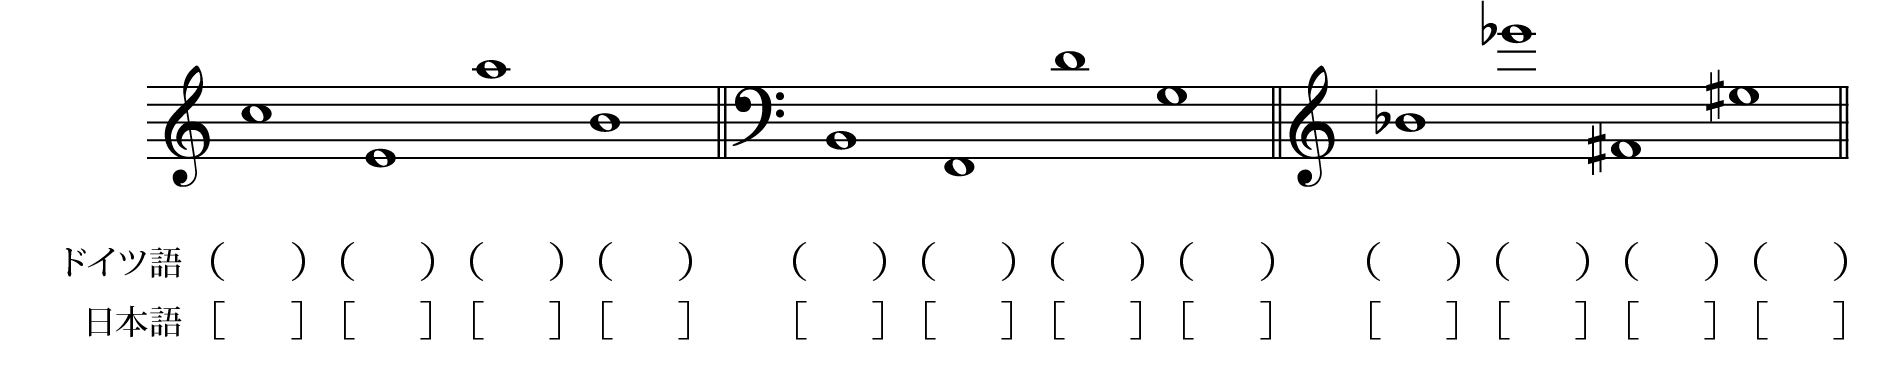 ドイツ語 (　　) (　　) (　　) (　　) (　　) (　　) (　　) (　　) (　　) (　　) (　　) (　　)
日本語 [　　] [　　] [　　] [　　] [　　] [　　] [　　] [　　] [　　] [　　] [　　] [　　]